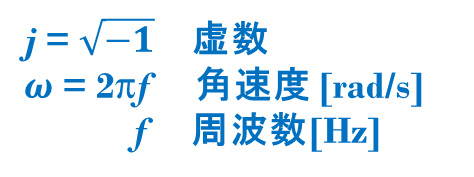 j = √−1 虚数
ω = 2πf 角速度 [rad/s]
f 周波数[Hz]